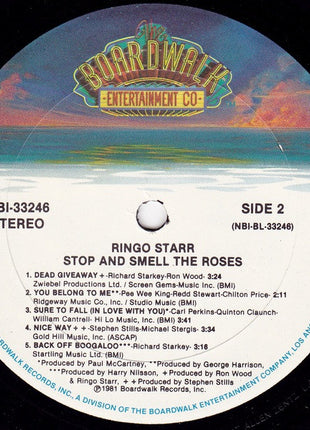 The
BOARDWALK
ENTERTAINMENT CO
BI-33246
TEREO
SIDE 2
(NBI-BL-33246)
RINGO STARR
STOP AND SMELL THE ROSES
1. DEAD GIVEAWAY + -Richard Starkey-Ron Wood- 3:24
Zwiebel Productions Ltd. / Screen Gems-Music (BMI)
2. YOU BELONG TO ME** - Pee Wee King-Redd Stewart-Chilton Price- 2:11
Ridgeway Music Co., Inc. / Studio Music (BMI)
3. SURE TO FALL (IN LOVE WITH YOU)* -Carl Perkins-Quinton Claunch-
William Cantrell- Hi Lo Music, Inc. (BMI)- 3:41
4. NICE WAY + +Stephen Stills-Michael Stergis- 3:34
Gold Hill Music, Inc. (ASCAP)
5. BACK OFF BOOGALOO*** -Richard Starkey- 3:18
Startling Music Ltd. (BMI)
*Produced by Paul McCartney, **Produced by George Harrison,
***Produced by Harry Nilsson, + Produced by Ron Wood
& Ringo Starr, + + Produced by Stephen Stills
℗1981 Boardwalk Records, Inc.
BOARDWALK RECORDS, INC., A DIVISION OF THE BOARDWALK ENTERTAINMENT COMPANY, LOS AN